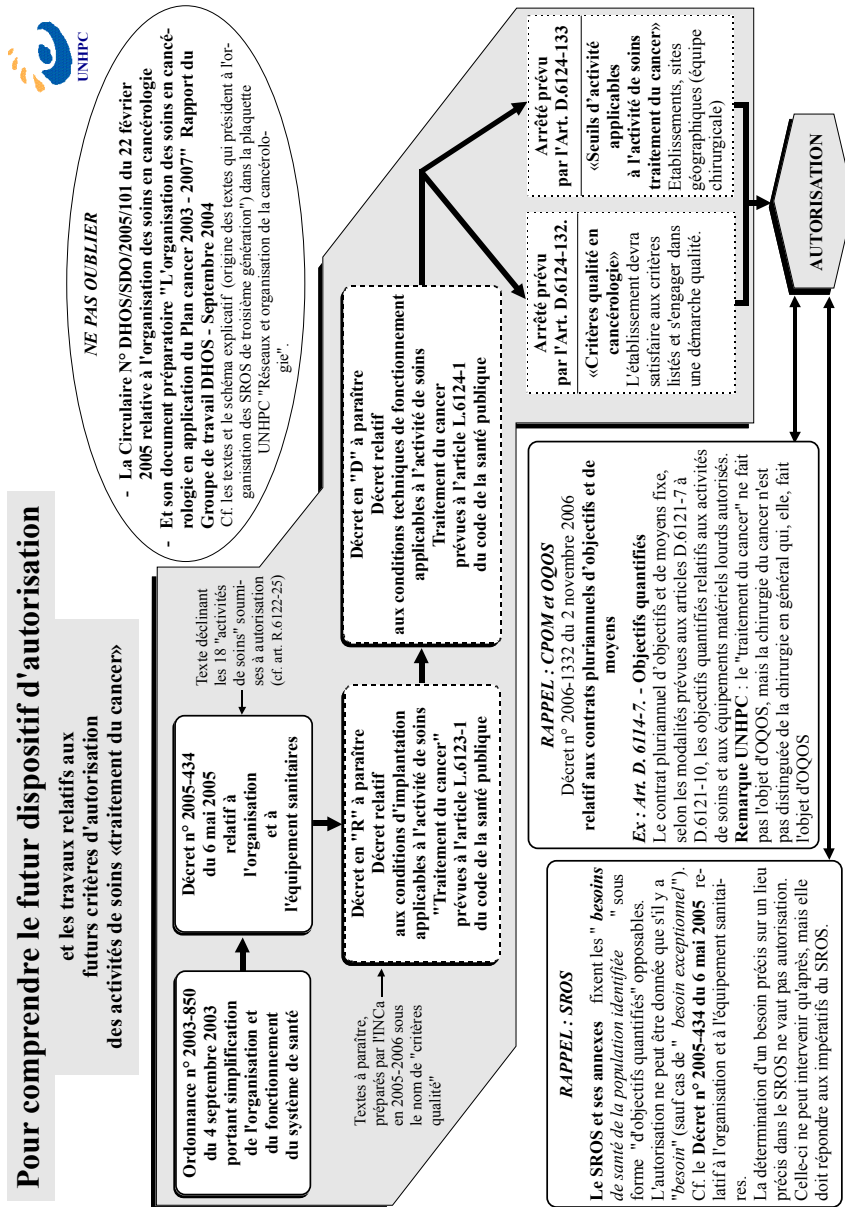 Pour comprendre le futur dispositif d'autorisation
et les travaux relatifs aux
futurs critères d'autorisation
des activités de soins «traitement du cancer»
UNHPC
NE PAS OUBLIER
- La Circulaire N° DHOS/SDO/2005/101 du 22 février
2005 relative à l'organisation des soins en cancérologie
- Et son document préparatoire "L'organisation des soins en cancé-
rologie en application du Plan cancer 2003 - 2007" Rapport du
Groupe de travail DHOS - Septembre 2004
Cf. les textes et le schéma explicatif (origine des textes qui président à l'or-
ganisation des SROS de troisième génération") dans la plaquette
UNHPC "Réseaux et organisation de la cancérolo-
gie".
Ordonnance n° 2003-850
du 4 septembre 2003
portant simplification
de l'organisation et
du fonctionnement
du système de santé
Décret n° 2005-434
du 6 mai 2005
relatif à
l'organisation
et à
l'équipement sanitaires
Texte déclinant
les 18 "activités
de soins" soumi-
ses à autorisation
(cf. art. R.6122-25)
Textes à paraître,
préparés par l'INCa
en 2005-2006 sous
le nom de "critères
qualité"
Décret en "R" à paraître
Décret relatif
aux conditions d'implantation
applicables à l'activité de soins
"Traitement du cancer"
prévues à l'article L.6123-1
du code de la santé publique
Décret en "D" à paraître
Décret relatif
aux conditions techniques de fonctionnement
applicables à l'activité de soins
Traitement du cancer
prévues à l'article L.6124-1
du code de la santé publique
Arrêté prévu
par l'Art. D.6124-132.
«Critères qualité en
cancérologie»
L'établissement devra
satisfaire aux critères
listés et s'engager dans
une démarche qualité.
Arrêté prévu
par l'Art. D.6124-133
«Seuils d'activité
applicables
à l'activité de soins
traitement du cancer»
Etablissements, sites
géographiques (équipe
chirurgicale)
AUTORISATION
RAPPEL : SROS
Le SROS et ses annexes fixent les " besoins
de santé de la population identifiée " sous
forme "d'objectifs quantifiés" opposables.
L'autorisation ne peut être donnée que s'il y a
"besoin" (sauf cas de " besoin exceptionnel").
Cf. le Décret n° 2005-434 du 6 mai 2005 re-
latif à l'organisation et à l'équipement sanitai-
res.
La détermination d'un besoin précis sur un lieu
précis dans le SROS ne vaut pas autorisation.
Celle-ci ne peut intervenir qu'après, mais elle
doit répondre aux impératifs du SROS.
RAPPEL : CPOM et OQOS
Décret n° 2006-1332 du 2 novembre 2006
relatif aux contrats pluriannuels d'objectifs et de
moyens
Ex : Art. D. 6114-7. - Objectifs quantifiés
Le contrat pluriannuel d'objectifs et de moyens fixe,
selon les modalités prévues aux articles D.6121-7 à
D.6121-10, les objectifs quantifiés relatifs aux activités
de soins et aux équipements matériels lourds autorisés.
Remarque UNHPC : le "traitement du cancer" ne fait
pas l'objet d'OQOS, mais la chirurgie du cancer n'est
pas distinguée de la chirurgie en général qui, elle, fait
l'objet d'OQOS